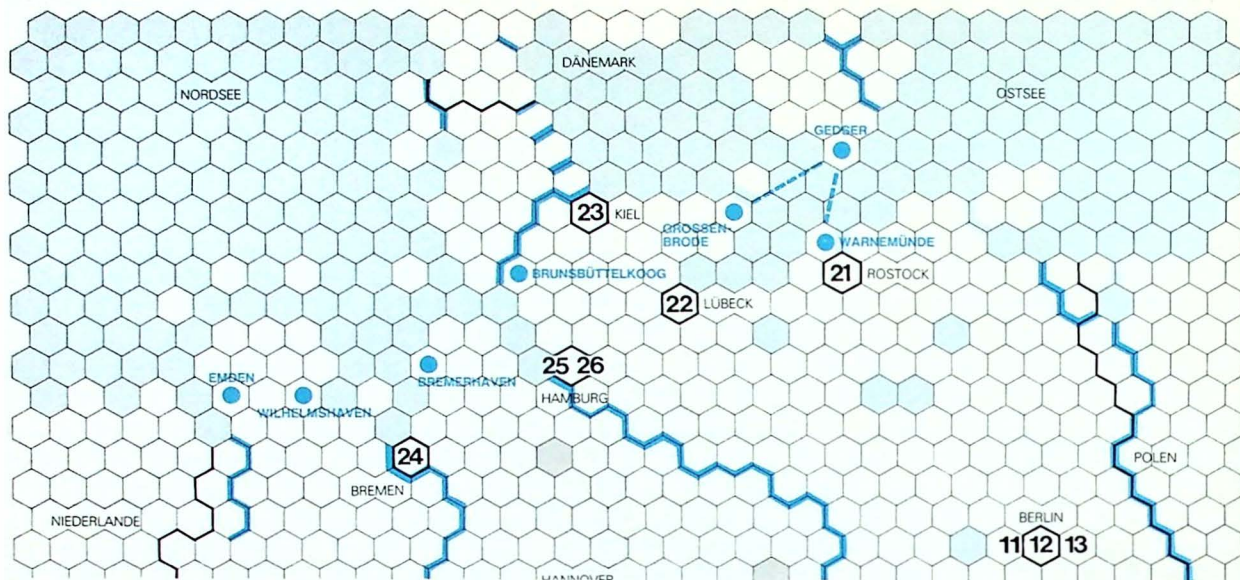 DÄNEMARK
NORDSEE
OSTSEE
GEDSER
23 KIEL
GROSSEN-
BRODE
WARNEMÜNDE
BRUNSBÜTTELKOOG
21 ROSTOCK
22 LÜBECK
25 26
HAMBURG
BREMERHAVEN
EMDEN
WILHELMSHAVEN
24
BREMEN
POLEN
NIEDERLANDE
BERLIN
11 12 13
HANNOVER